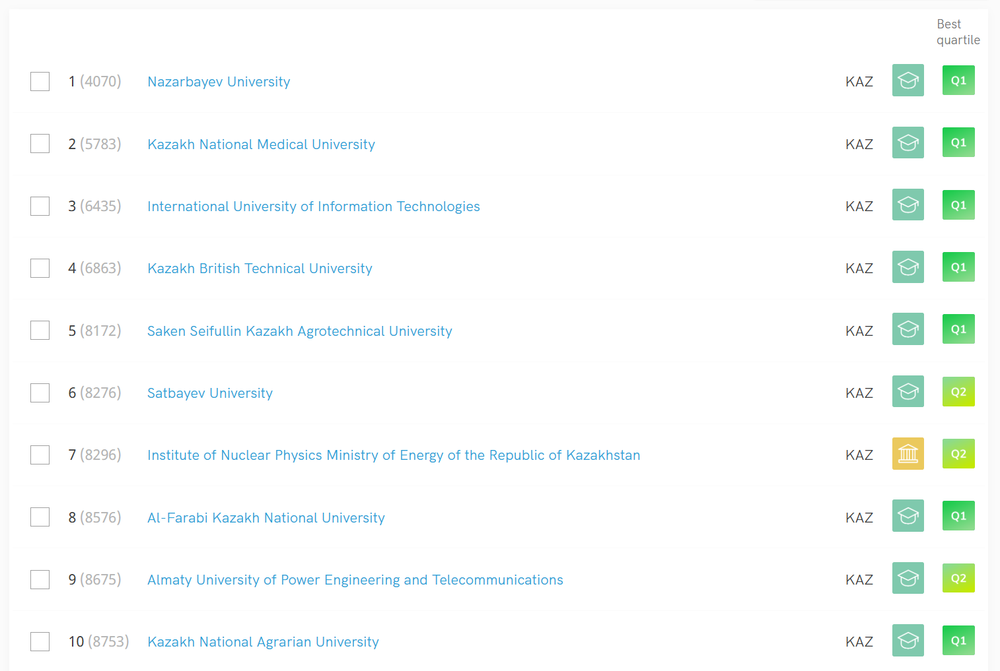 Best
quartile
1 (4070) Nazarbayev University KAZ Q1
2 (5783) Kazakh National Medical University KAZ Q1
3 (6435) International University of Information Technologies KAZ Q1
4 (6863) Kazakh British Technical University KAZ Q1
5 (8172) Saken Seifullin Kazakh Agrotechnical University KAZ Q1
6 (8276) Satbayev University KAZ Q2
7 (8296) Institute of Nuclear Physics Ministry of Energy of the Republic of Kazakhstan KAZ Q2
8 (8576) Al-Farabi Kazakh National University KAZ Q1
9 (8675) Almaty University of Power Engineering and Telecommunications KAZ Q2
10 (8753) Kazakh National Agrarian University KAZ Q1